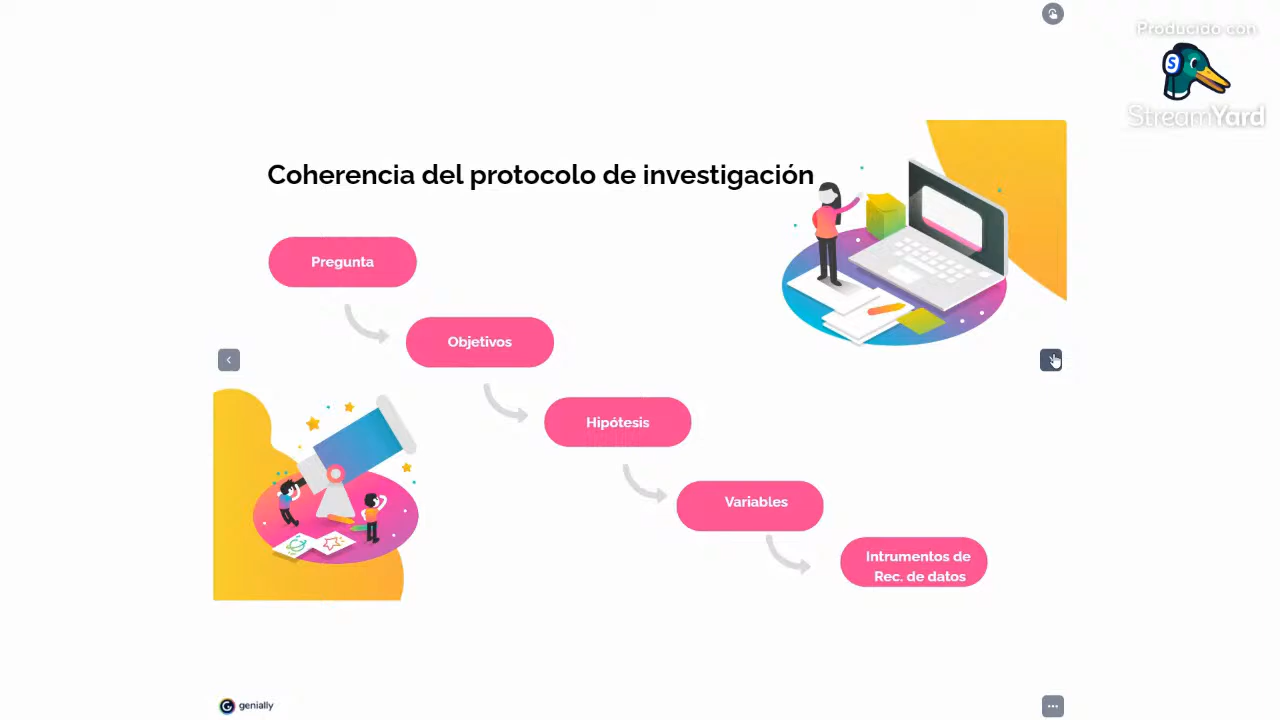 Producido con
StreamYard
Coherencia del protocolo de investigación
Pregunta
Objetivos
Hipótesis
Variables
Intrumentos de
Rec. de datos
genially